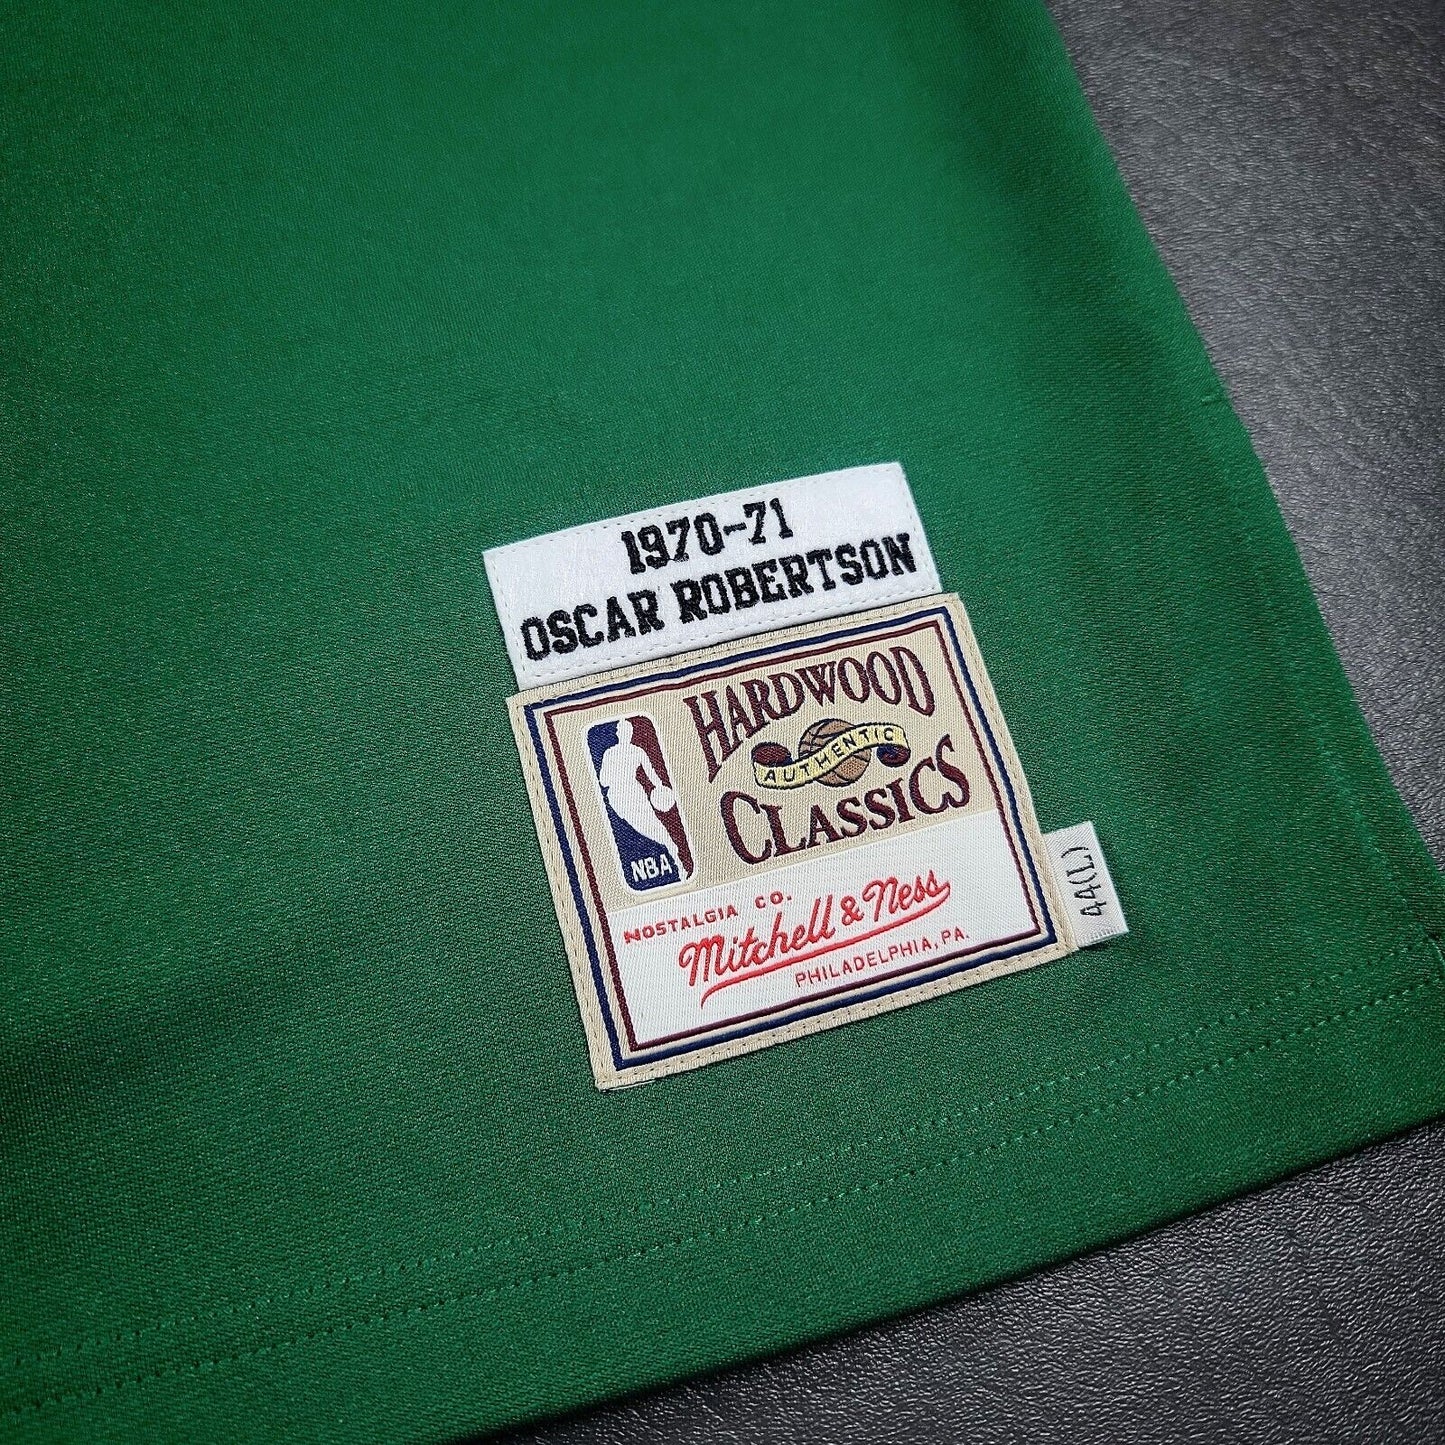 1970-71
OSCAR ROBERTSON
HARDWOOD
AUTHENTIC
CLASSICS
NBA
NOSTALGIA CO.
Mitchell & Ness
PHILADELPHIA, PA.
44(L)